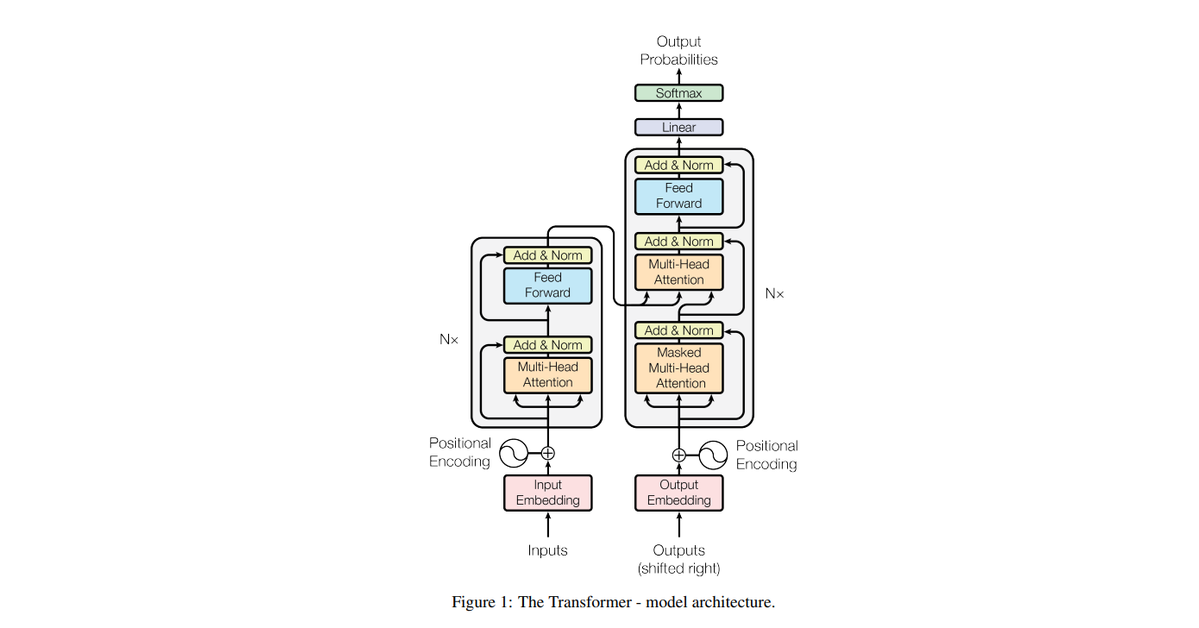 Output
Probabilities
Softmax
Linear
Add & Norm
Feed
Forward
Add & Norm
Multi-Head
Attention
Add & Norm
Masked
Multi-Head
Attention
Nx
Add & Norm
Feed
Forward
Add & Norm
Multi-Head
Attention
Nx
Positional
Encoding
Positional
Encoding
Input
Embedding
Output
Embedding
Inputs
Outputs
(shifted right)
Figure 1: The Transformer - model architecture.